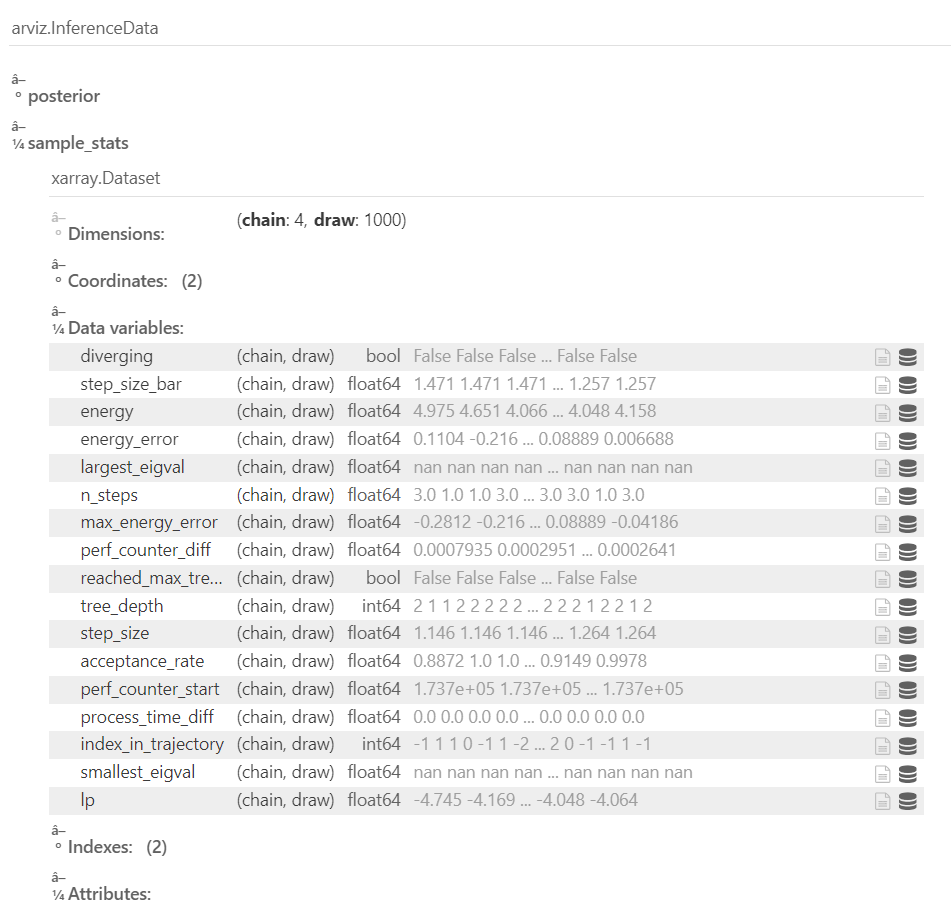 arviz.InferenceData
â–
º posterior
â–
¼ sample_stats
xarray.Dataset
â–
º Dimensions: (chain: 4, draw: 1000)
â–
º Coordinates: (2)
â–
¼ Data variables:
diverging (chain, draw) bool False False False ... False False
step_size_bar (chain, draw) float64 1.471 1.471 1.471 ... 1.257 1.257
energy (chain, draw) float64 4.975 4.651 4.066 ... 4.048 4.158
energy_error (chain, draw) float64 0.1104 -0.216 ... 0.08889 0.006688
largest_eigval (chain, draw) float64 nan nan nan nan ... nan nan nan nan
n_steps (chain, draw) float64 3.0 1.0 1.0 3.0 ... 3.0 3.0 1.0 3.0
max_energy_error (chain, draw) float64 -0.2812 -0.216 ... 0.08889 -0.04186
perf_counter_diff (chain, draw) float64 0.0007935 0.0002951 ... 0.0002641
reached_max_tre... (chain, draw) bool False False False ... False False
tree_depth (chain, draw) int64 2 1 1 2 2 2 2 2 ... 2 2 2 1 2 2 1 2
step_size (chain, draw) float64 1.146 1.146 1.146 ... 1.264 1.264
acceptance_rate (chain, draw) float64 0.8872 1.0 1.0 ... 0.9149 0.9978
perf_counter_start (chain, draw) float64 1.737e+05 1.737e+05 ... 1.737e+05
process_time_diff (chain, draw) float64 0.0 0.0 0.0 0.0 ... 0.0 0.0 0.0 0.0
index_in_trajectory (chain, draw) int64 -1 1 1 0 -1 1 -2 ... 2 0 -1 -1 1 -1
smallest_eigval (chain, draw) float64 nan nan nan nan ... nan nan nan nan
lp (chain, draw) float64 -4.745 -4.169 ... -4.048 -4.064
â–
º Indexes: (2)
â–
¼ Attributes: